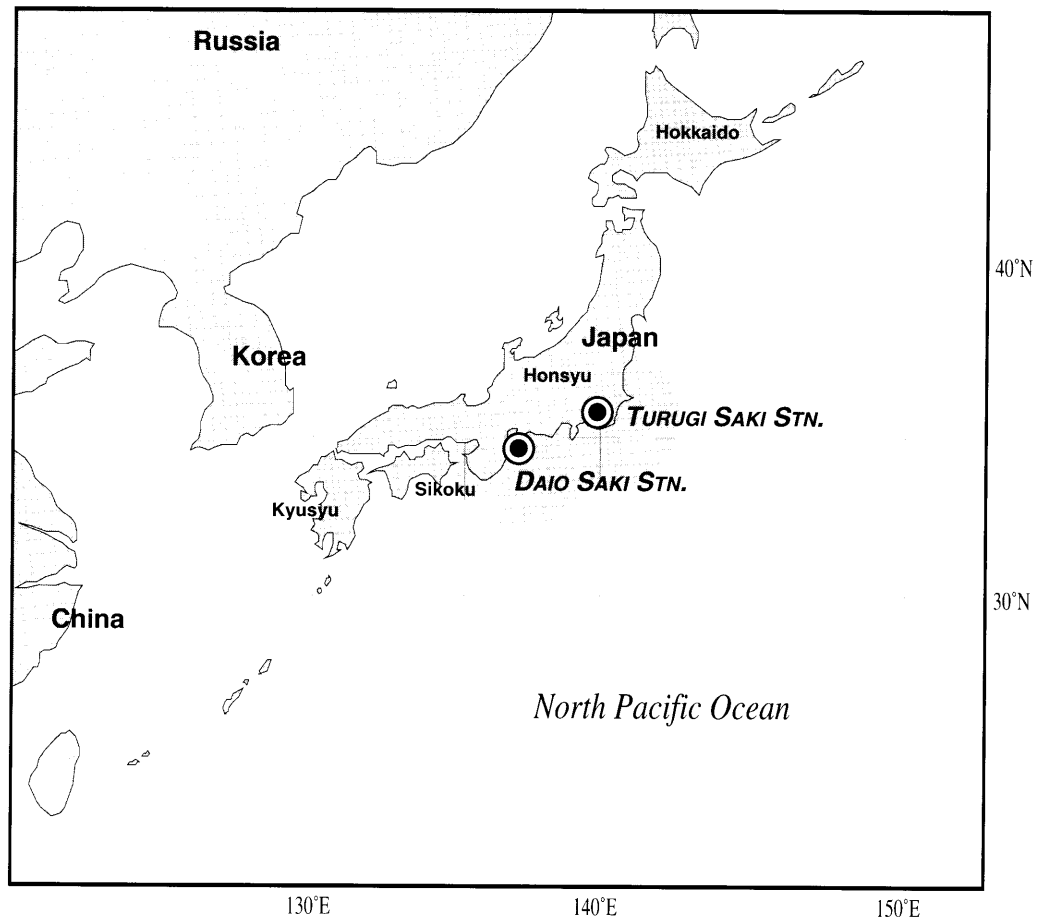 Russia
Hokkaido
40°N
Japan
Korea
Honsyu
TURUGI SAKI STN.
DAIO SAKI STN.
Sikoku
Kyusyu
30°N
China
North Pacific Ocean
130°E
140°E
150°E